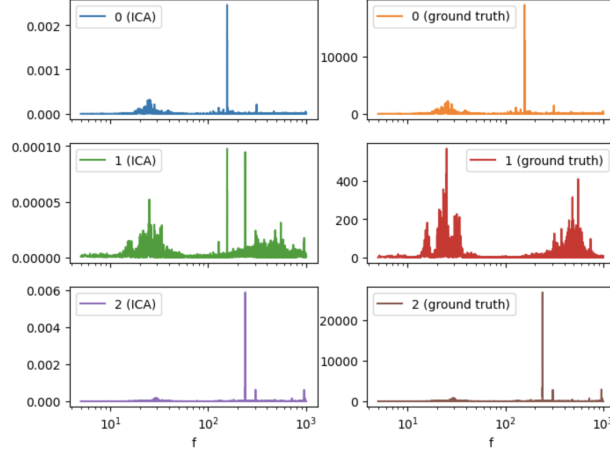 0 (ICA)
0.002
0.001
0.000
0 (ground truth)
10000
0
1 (ICA)
0.00010
0.00005
0.00000
1 (ground truth)
400
200
0
2 (ICA)
0.006
0.004
0.002
0.000
10¹ 10² 10³
f
2 (ground truth)
20000
10000
0
10¹ 10² 10³
f